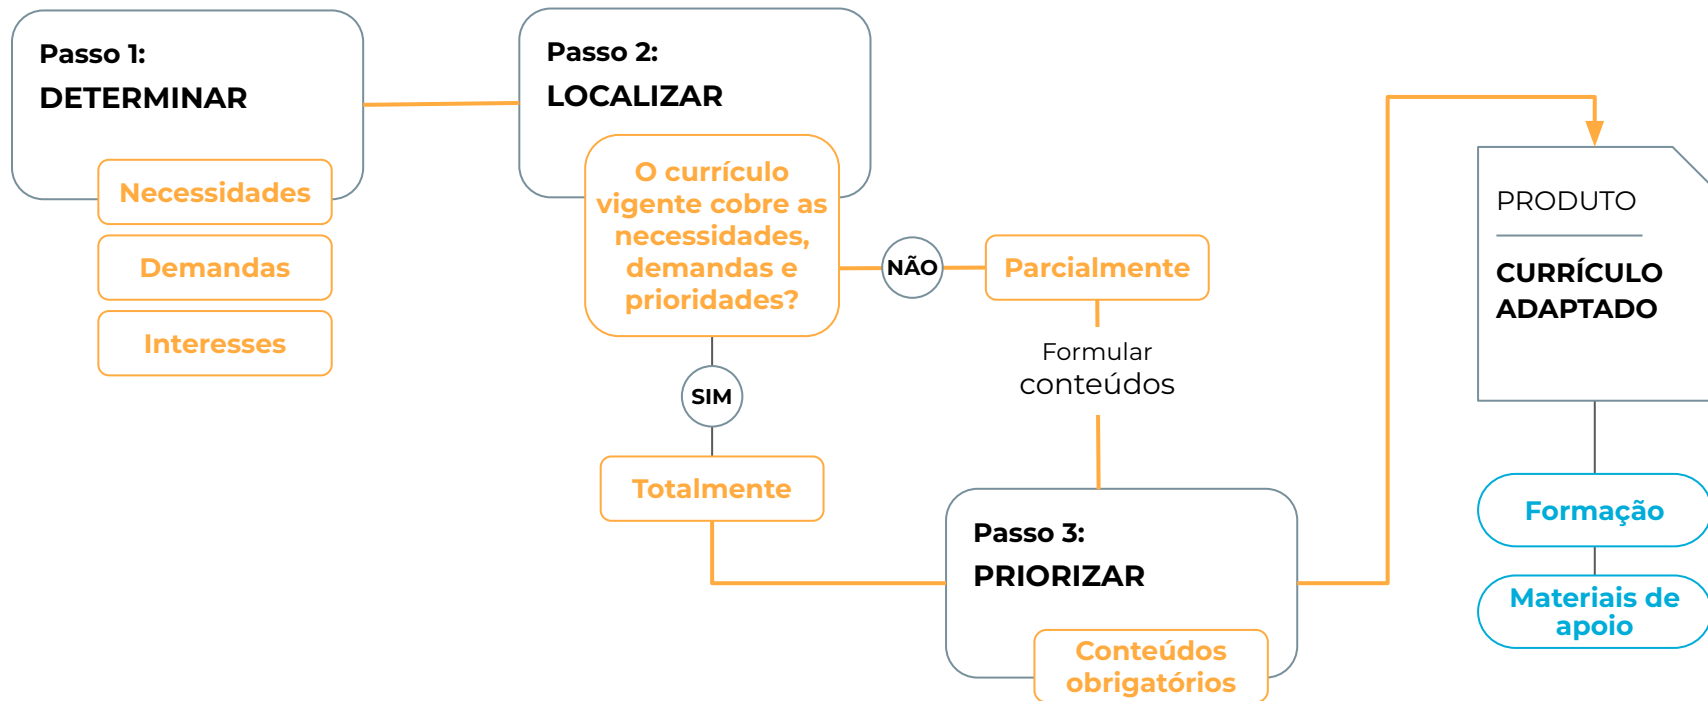 Passo 1:
DETERMINAR
Necessidades
Demandas
Interesses
Passo 2:
LOCALIZAR
O currículo
vigente cobre as
necessidades,
demandas e
prioridades?
NÃO
Parcialmente
Formular
conteúdos
SIM
Totalmente
Passo 3:
PRIORIZAR
Conteúdos
obrigatórios
PRODUTO
CURRÍCULO
ADAPTADO
Formação
Materiais de
apoio